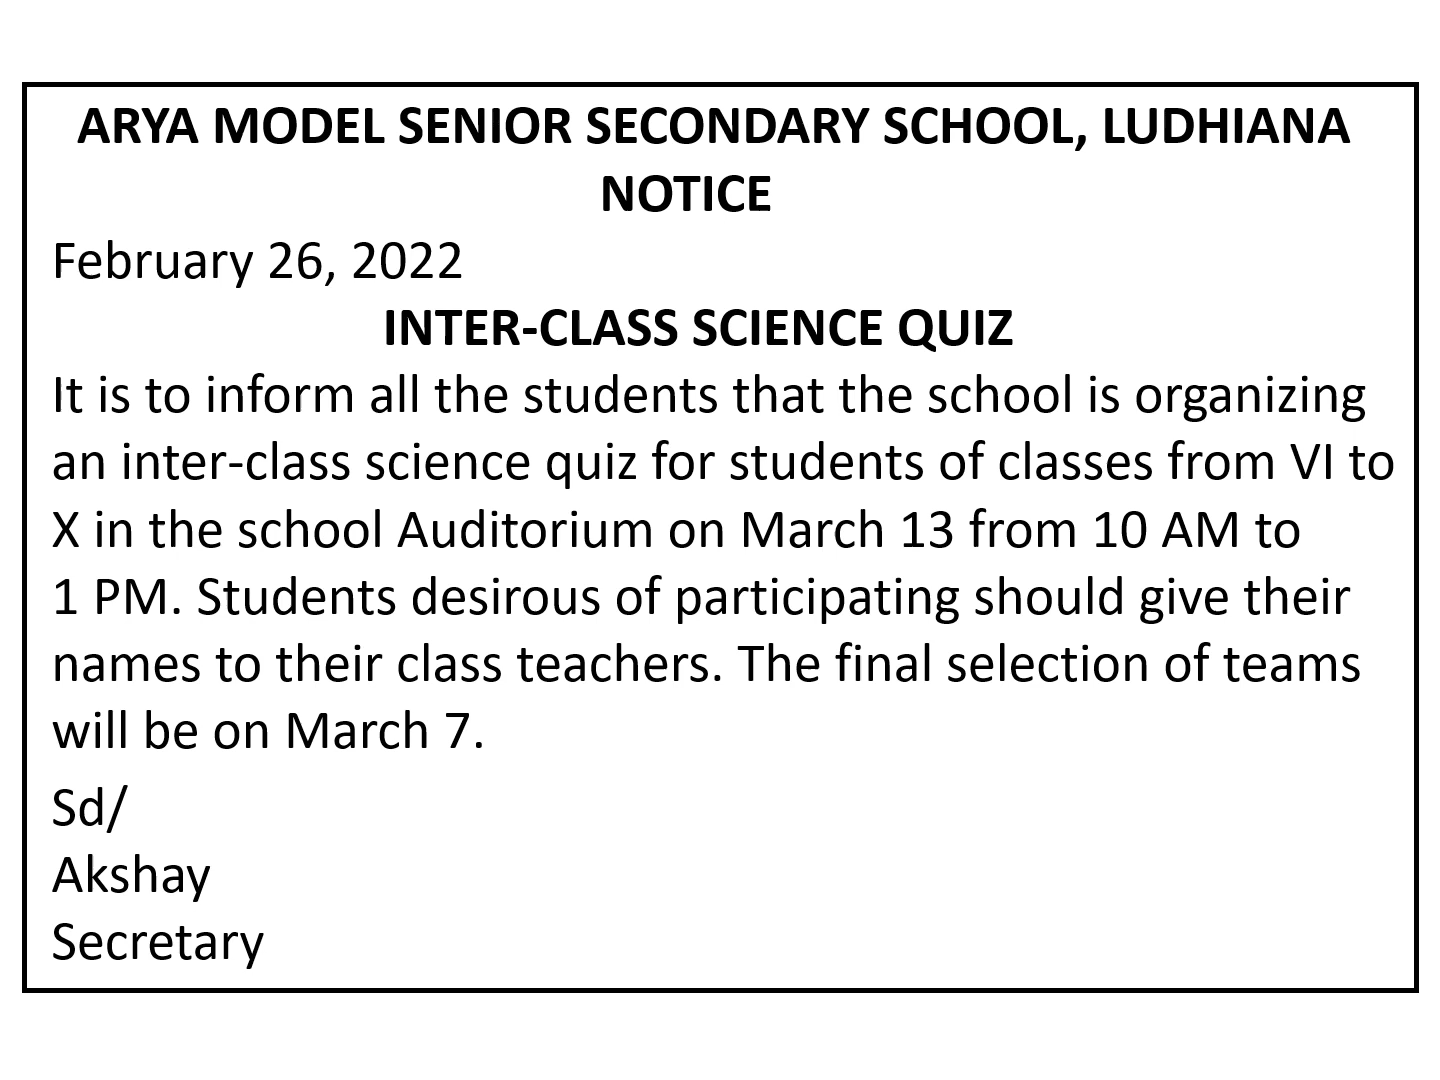 ARYA MODEL SENIOR SECONDARY SCHOOL, LUDHIANA
NOTICE
February 26, 2022
INTER-CLASS SCIENCE QUIZ
It is to inform all the students that the school is organizing
an inter-class science quiz for students of classes from VI to
X in the school Auditorium on March 13 from 10 AM to
1 PM. Students desirous of participating should give their
names to their class teachers. The final selection of teams
will be on March 7.
Sd/
Akshay
Secretary